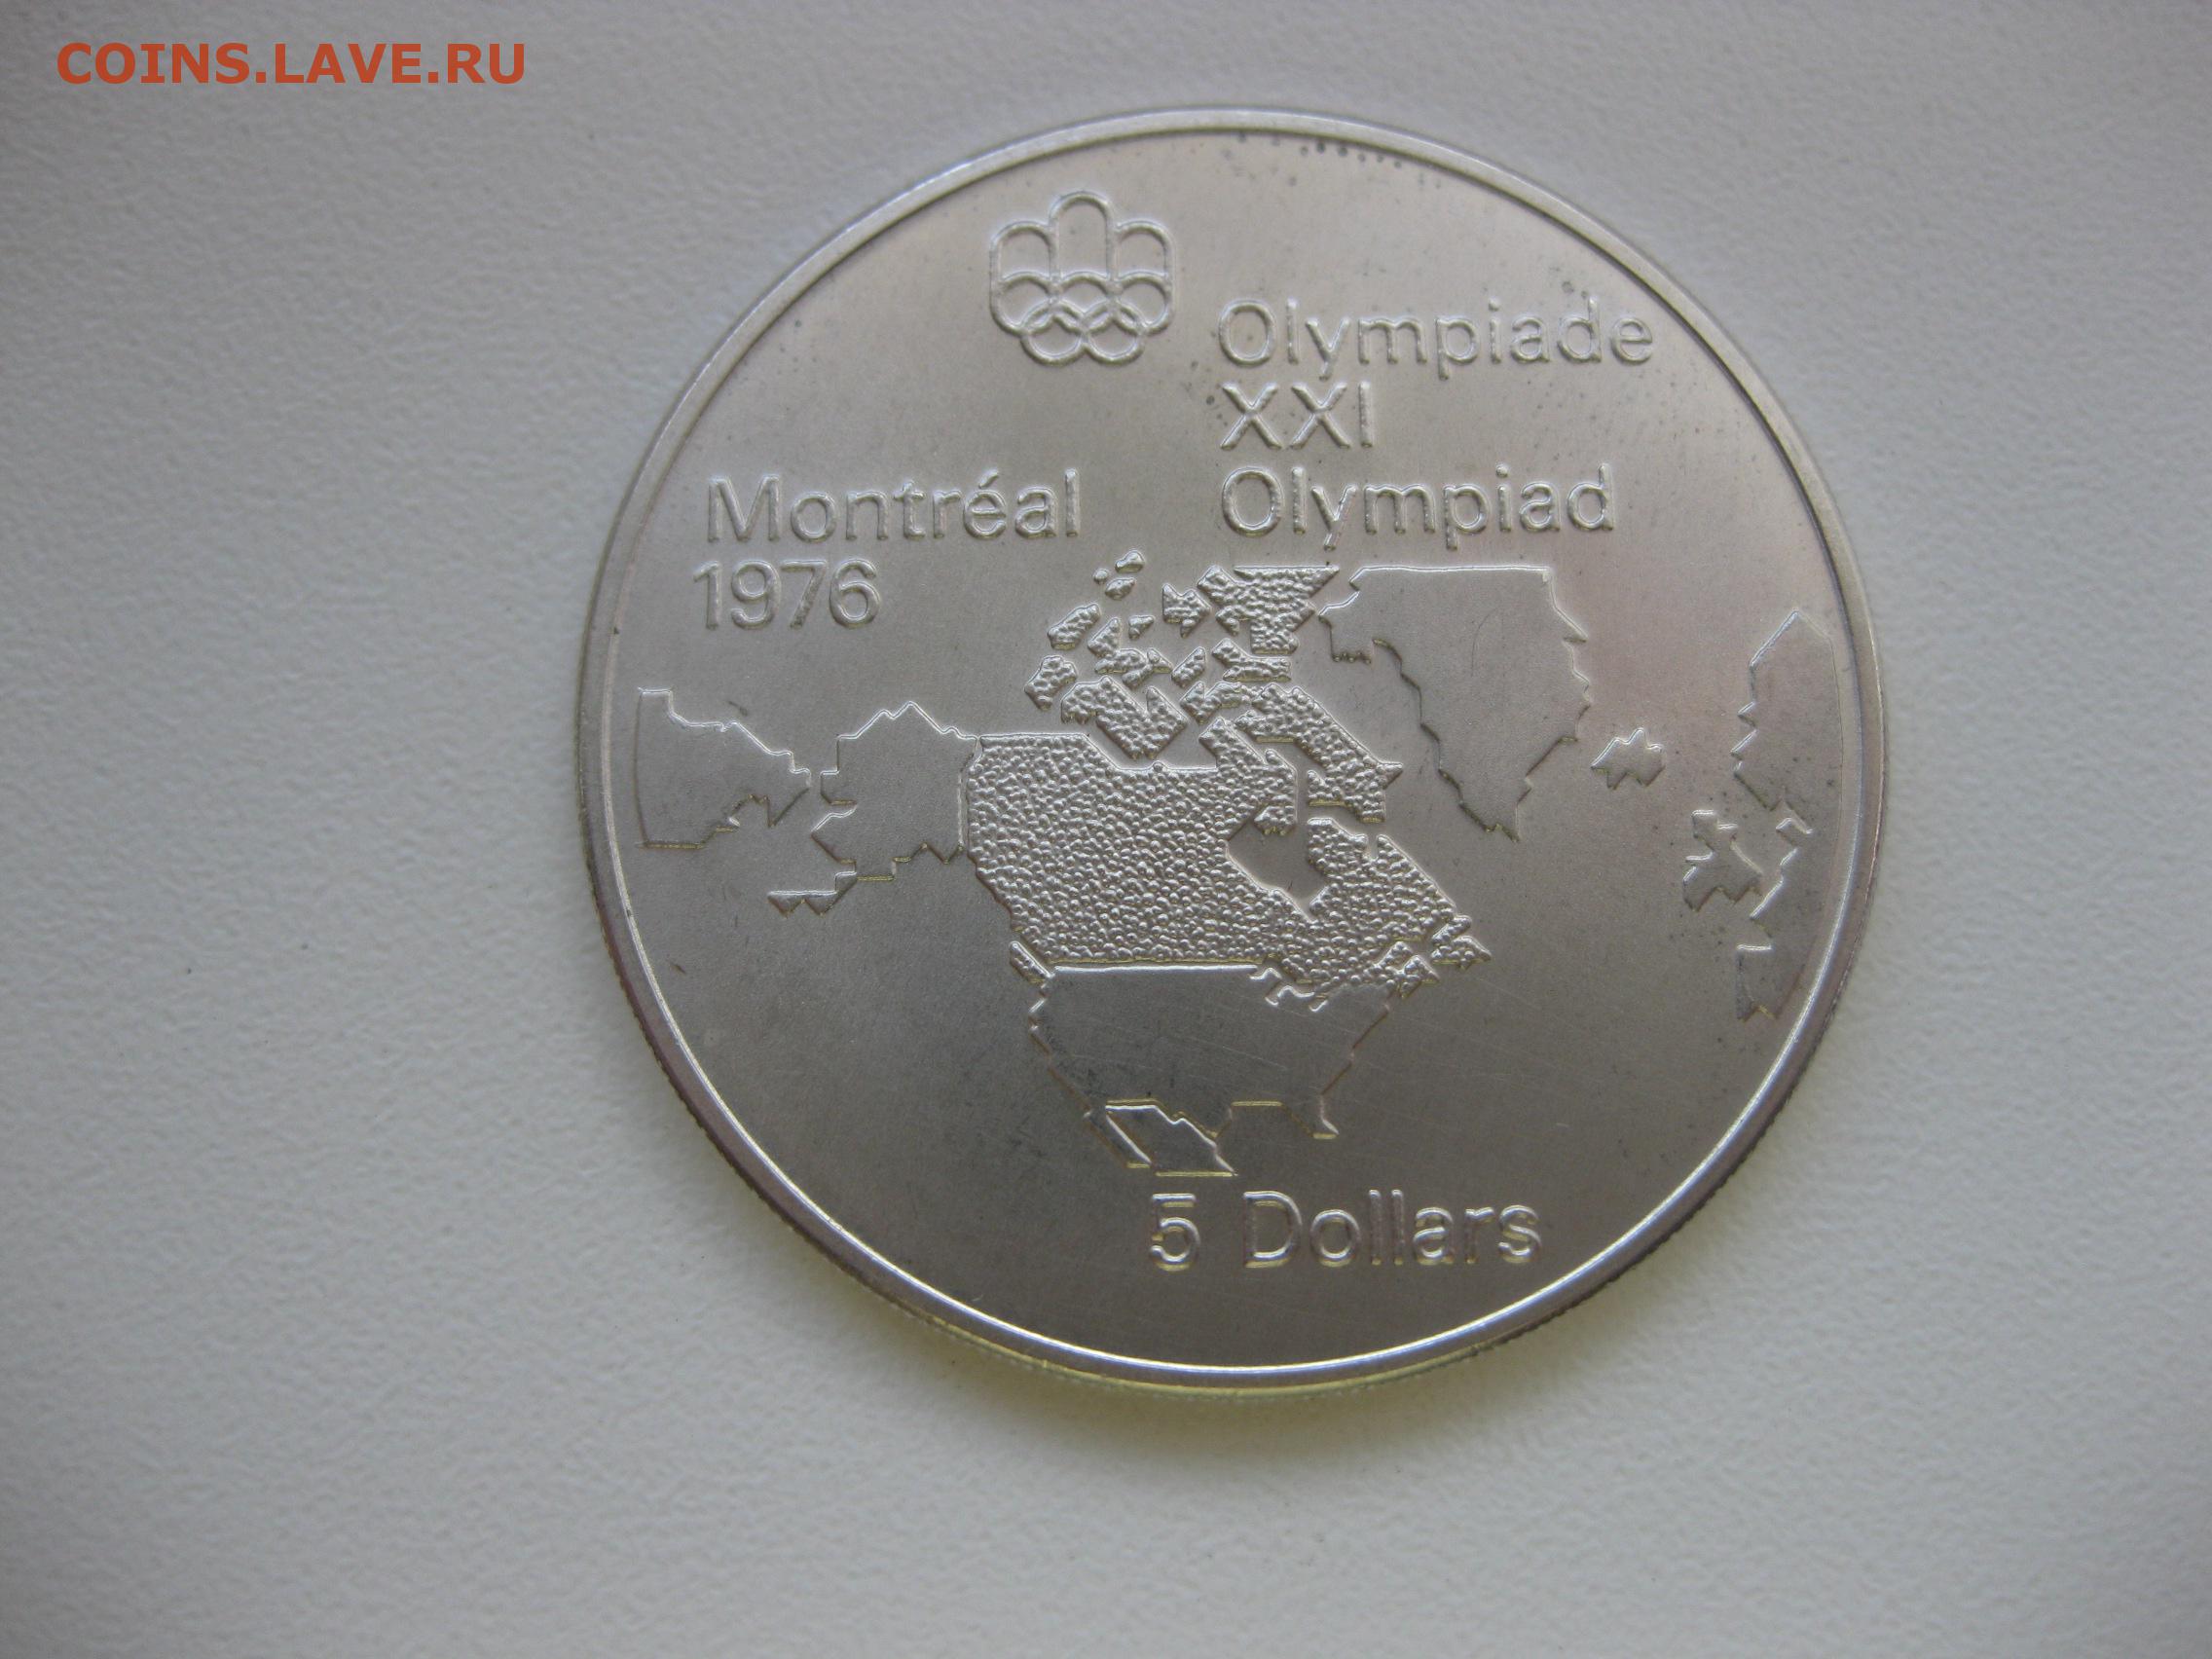 COINS.LAVE.RU
Olympiade
XXI
Olympiad
Montréal
1976
5 Dollars